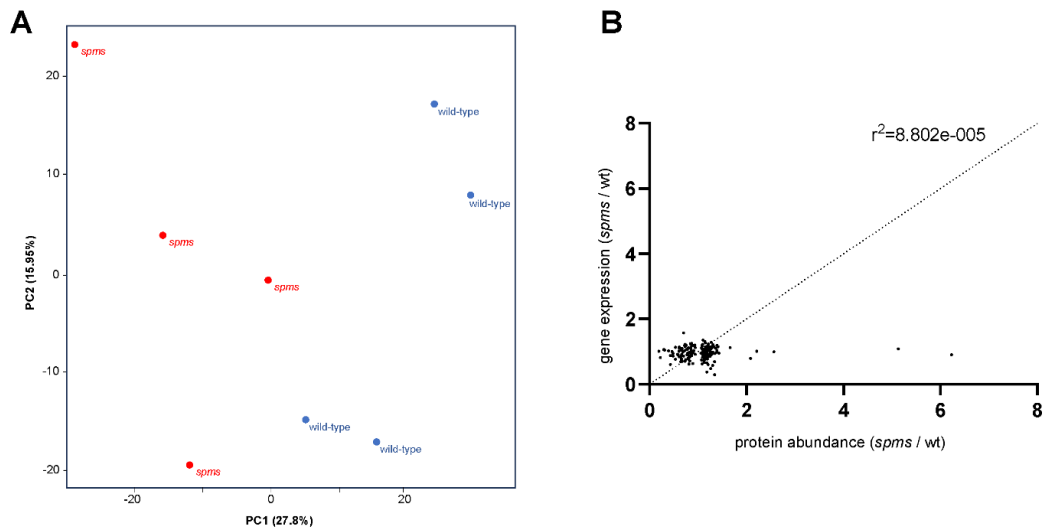 A
B
spms
20
wild-type
10
wild-type
spms
0
spms
PC2 (15.95%)
-10
wild-type
wild-type
-20
spms
-20
0
20
PC1 (27.8%)
8
r²=8.802e-005
6
4
2
0
gene expression (spms / wt)
0
2
4
6
8
protein abundance (spms / wt)